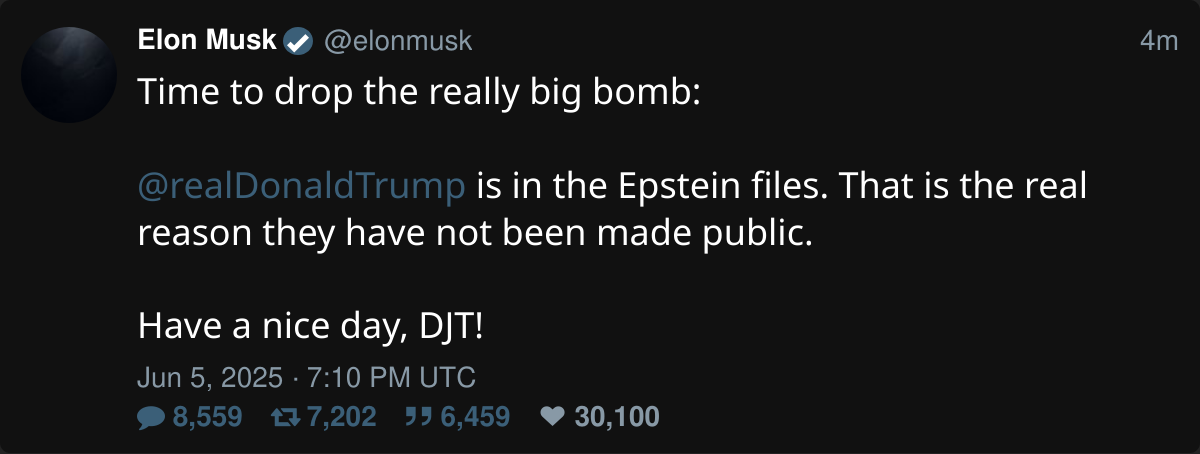 Elon Musk @elonmusk 4m
Time to drop the really big bomb:
@realDonaldTrump is in the Epstein files. That is the real
reason they have not been made public.
Have a nice day, DJT!
Jun 5, 2025 · 7:10 PM UTC
8,559 7,202 6,459 30,100